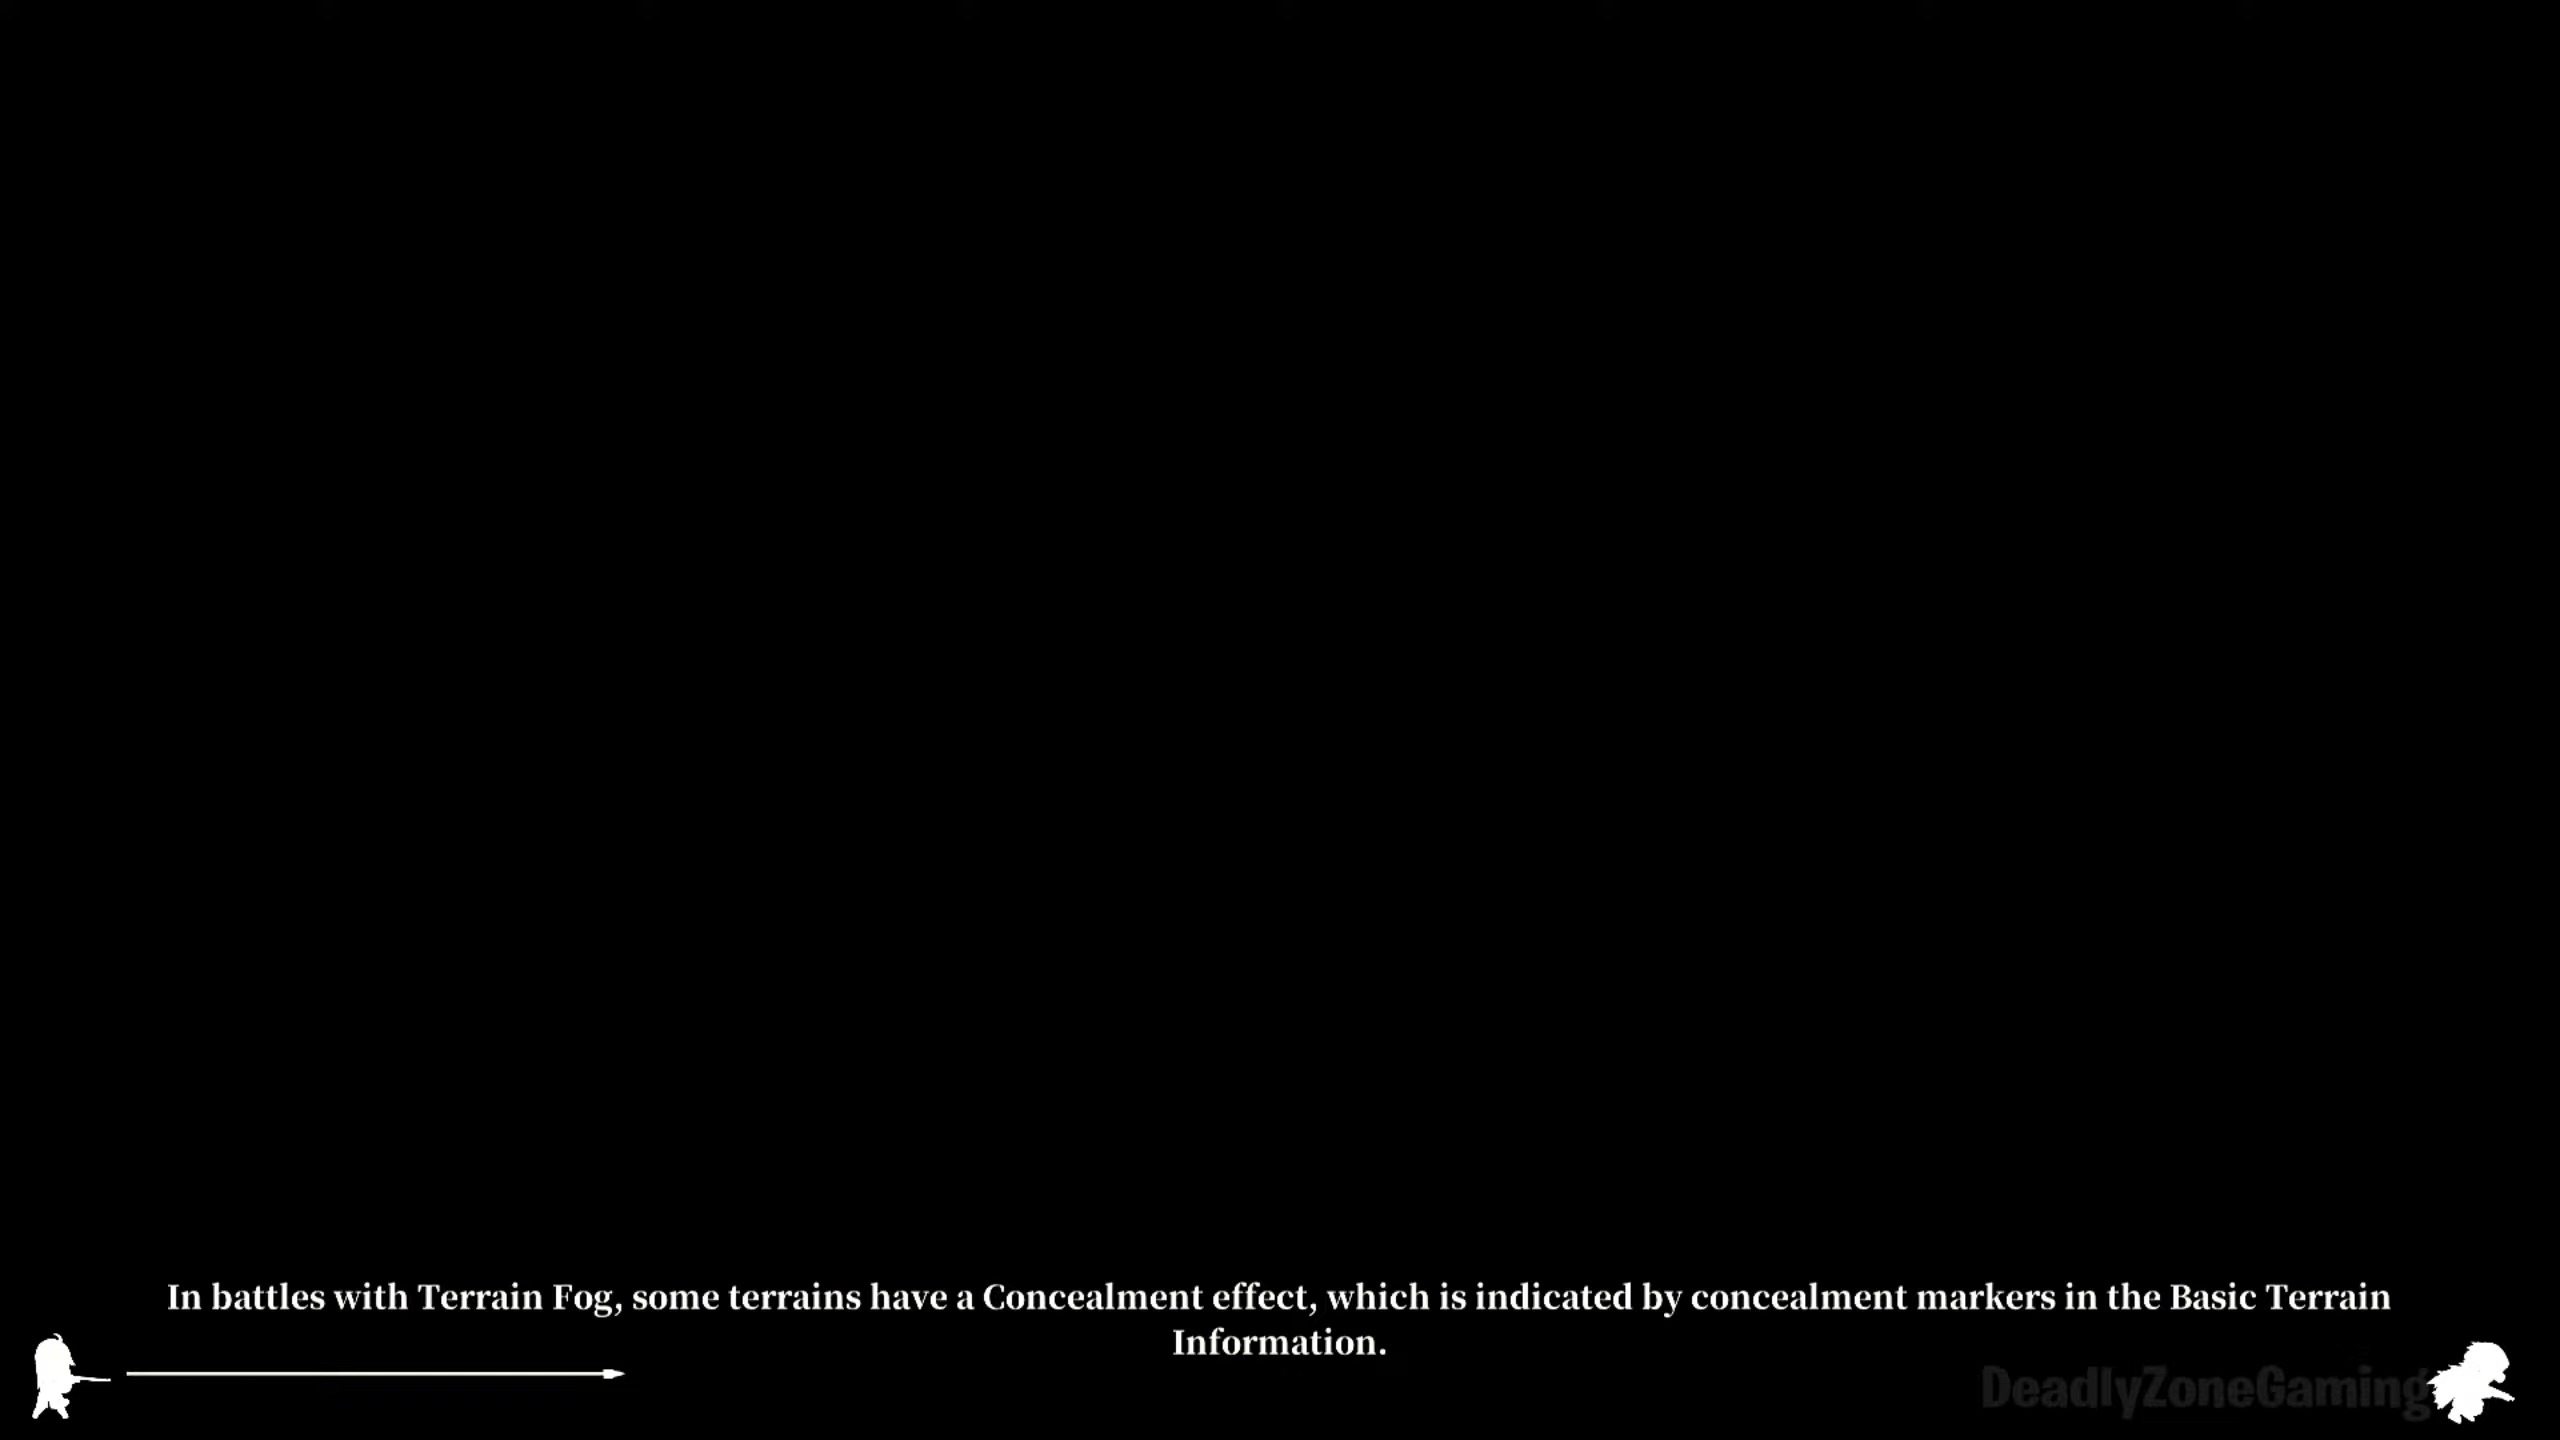 In battles with Terrain Fog, some terrains have a Concealment effect, which is indicated by concealment markers in the Basic Terrain
Information.
DeadlyZoneGaming